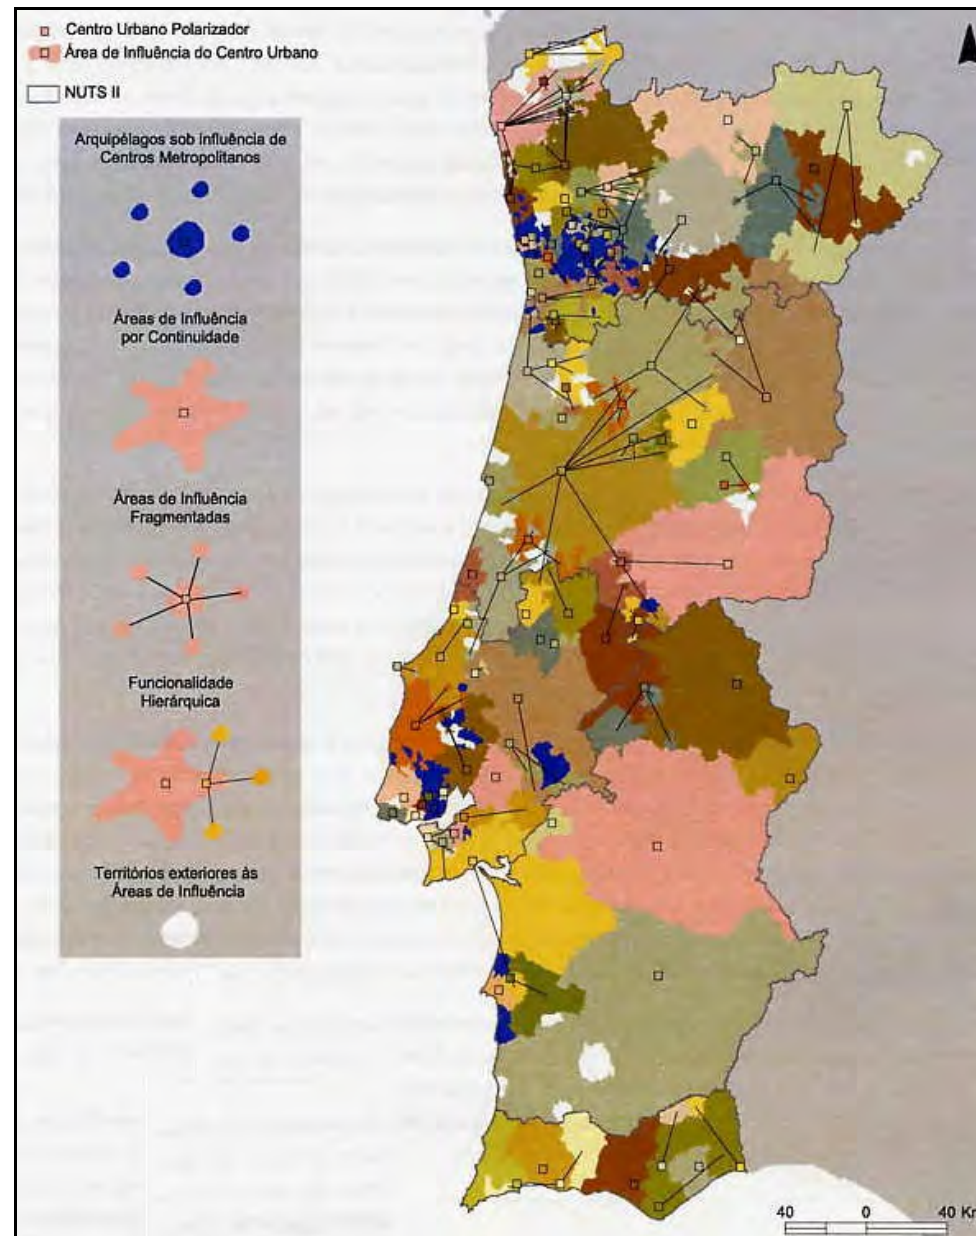 Centro Urbano Polarizador
Área de Influência do Centro Urbano
NUTS II
Arquipélagos sob influência de
Centros Metropolitanos
Áreas de Influência
por Continuidade
Áreas de Influência
Fragmentadas
Funcionalidade
Hierárquica
Territórios exteriores às
Áreas de Influência
40 0 40 Km